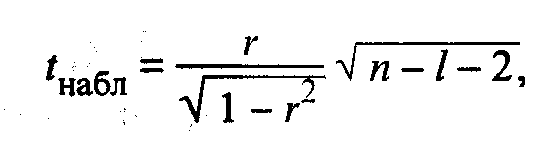 t_набл = r / √(1 − r²) √(n − l − 2),